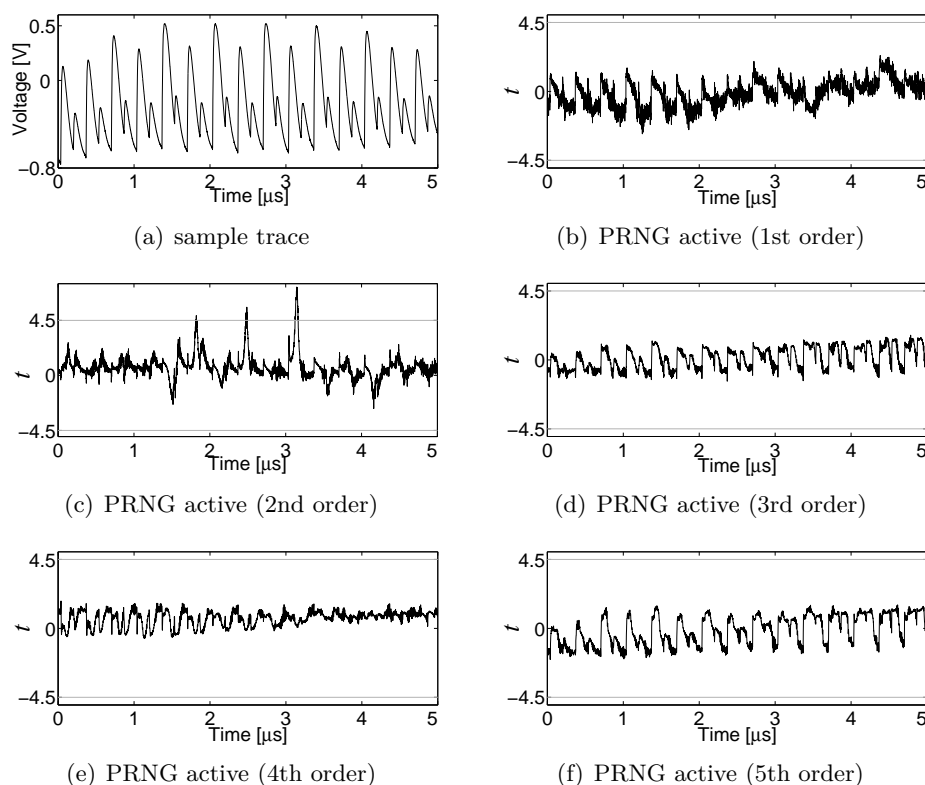 0.5
0
−0.8
Voltage [V]
0 1 2 3 4 5
Time [μs]
(a) sample trace
4.5
0
−4.5
t
0 1 2 3 4 5
Time [μs]
(b) PRNG active (1st order)
4.5
0
−4.5
t
0 1 2 3 4 5
Time [μs]
(c) PRNG active (2nd order)
4.5
0
−4.5
t
0 1 2 3 4 5
Time [μs]
(d) PRNG active (3rd order)
4.5
0
−4.5
t
0 1 2 3 4 5
Time [μs]
(e) PRNG active (4th order)
4.5
0
−4.5
t
0 1 2 3 4 5
Time [μs]
(f) PRNG active (5th order)